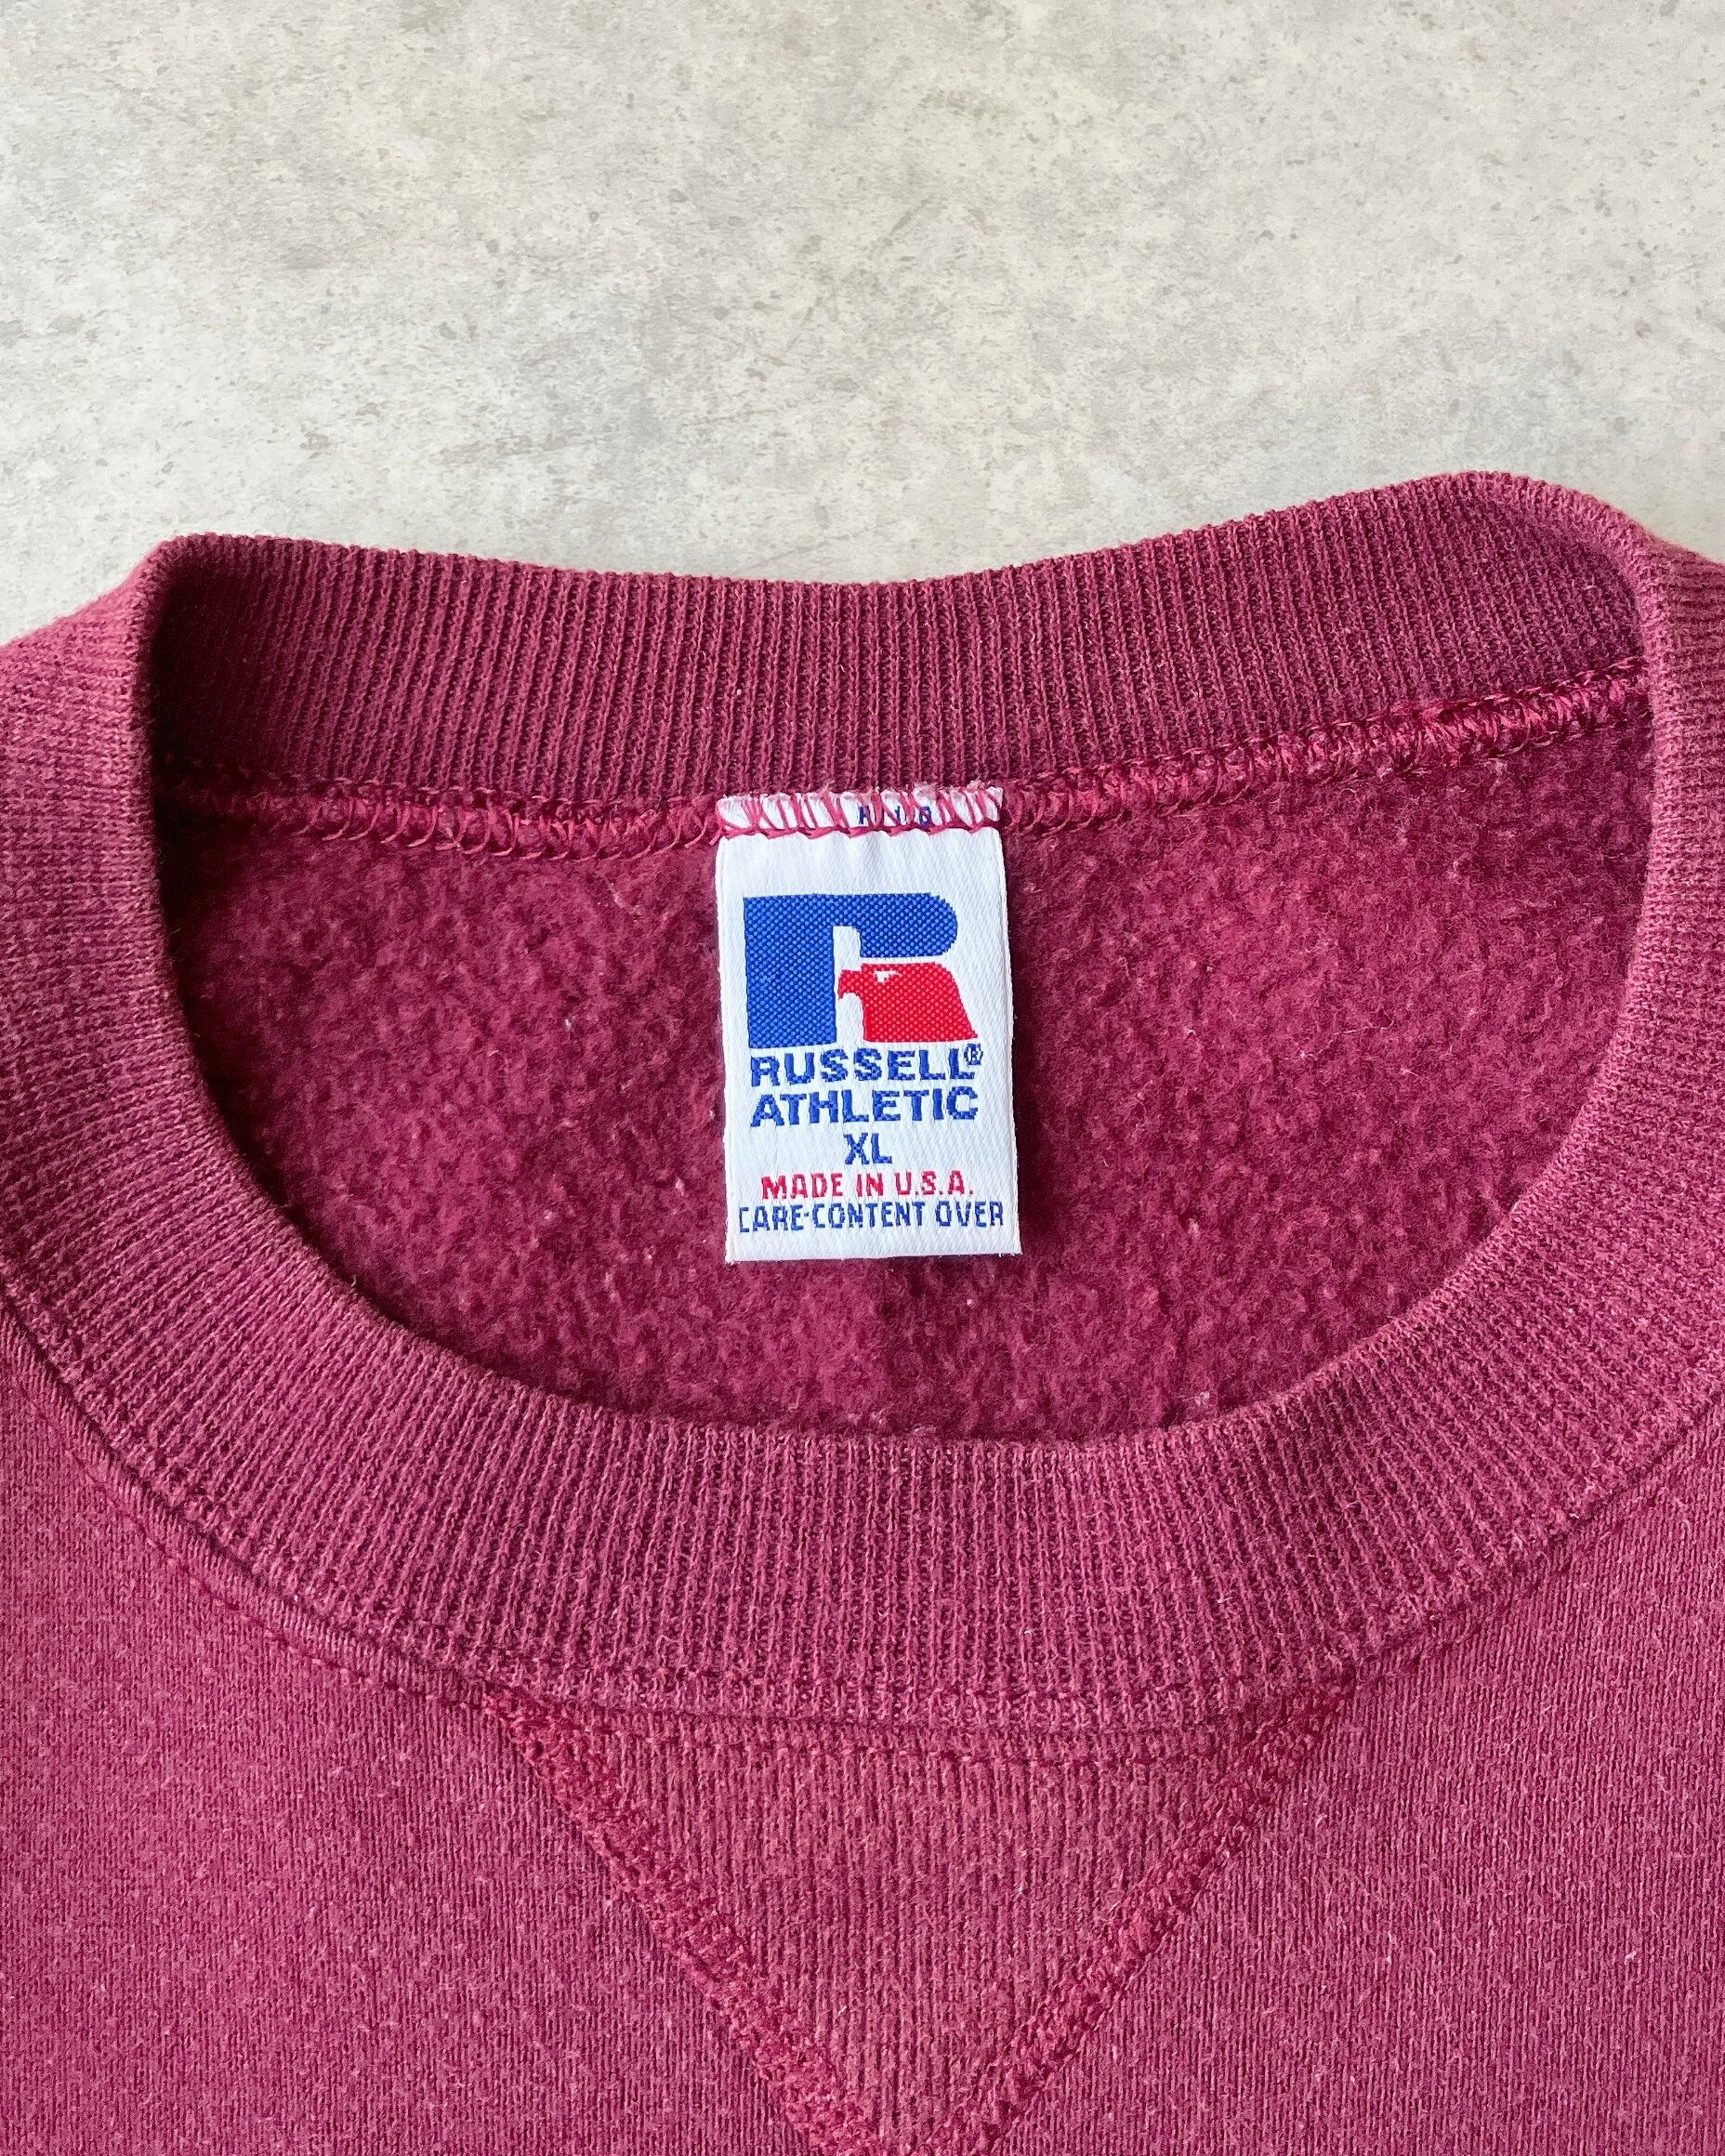 RUSSELL®
ATHLETIC
XL
MADE IN U.S.A.
CARE-CONTENT OVER